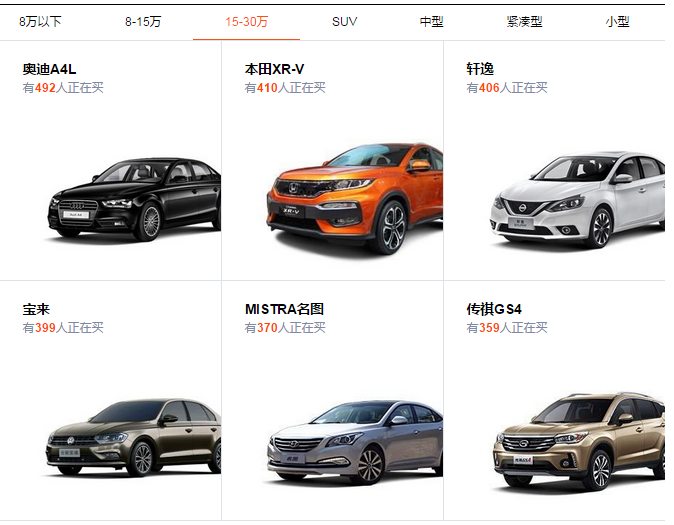 8万以下 8-15万 15-30万 SUV 中型 紧凑型 小型
奥迪A4L 本田XR-V 轩逸
有492人正在买 有410人正在买 有406人正在买
XR-V
宝来 MISTRA名图 传祺GS4
有399人正在买 有370人正在买 有359人正在买